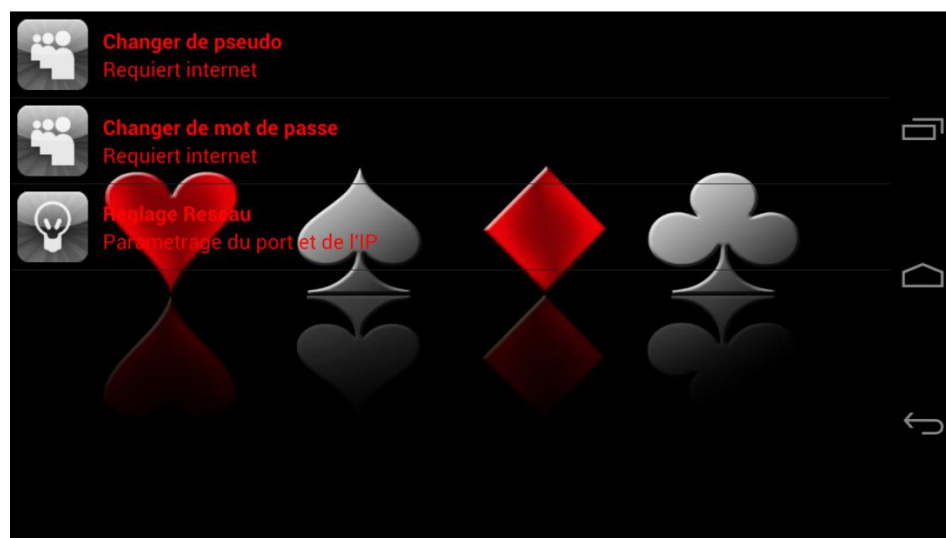 Changer de pseudo
Requiert internet
Changer de mot de passe
Requiert internet
Reglage Reseau
Parametrage du port et de l'IP